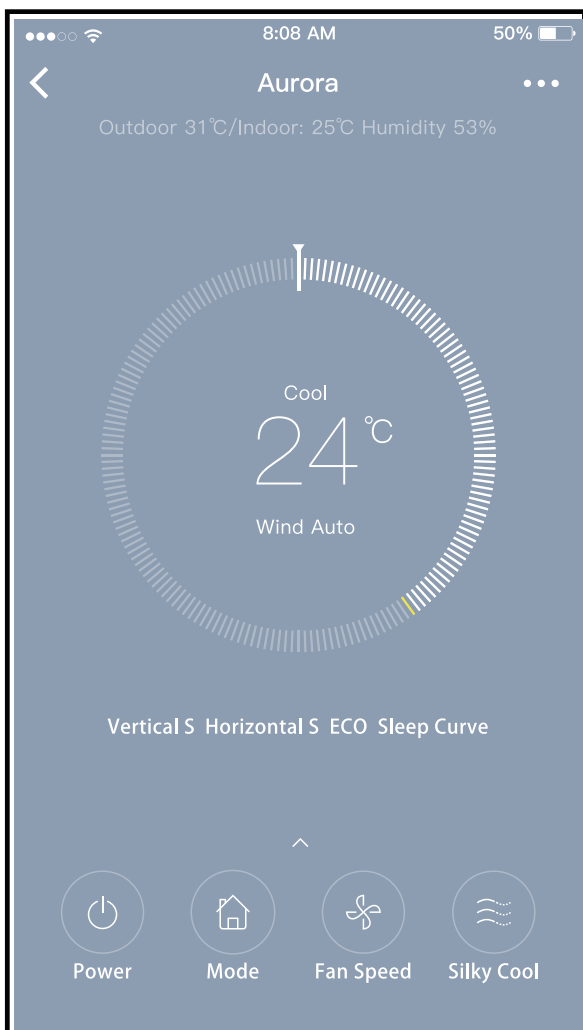 8:08 AM 50%
Aurora
Outdoor 31℃/Indoor: 25℃ Humidity 53%
Cool
24℃
Wind Auto
Vertical S Horizontal S ECO Sleep Curve
Power Mode Fan Speed Silky Cool